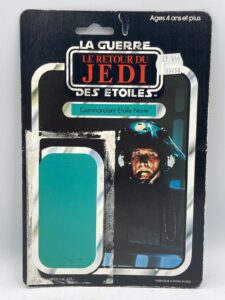 Ages 4 ans et plus
LA GUERRE
LE RETOUR DU
JEDI
DES ETOILES
Commandant Etoile Noire